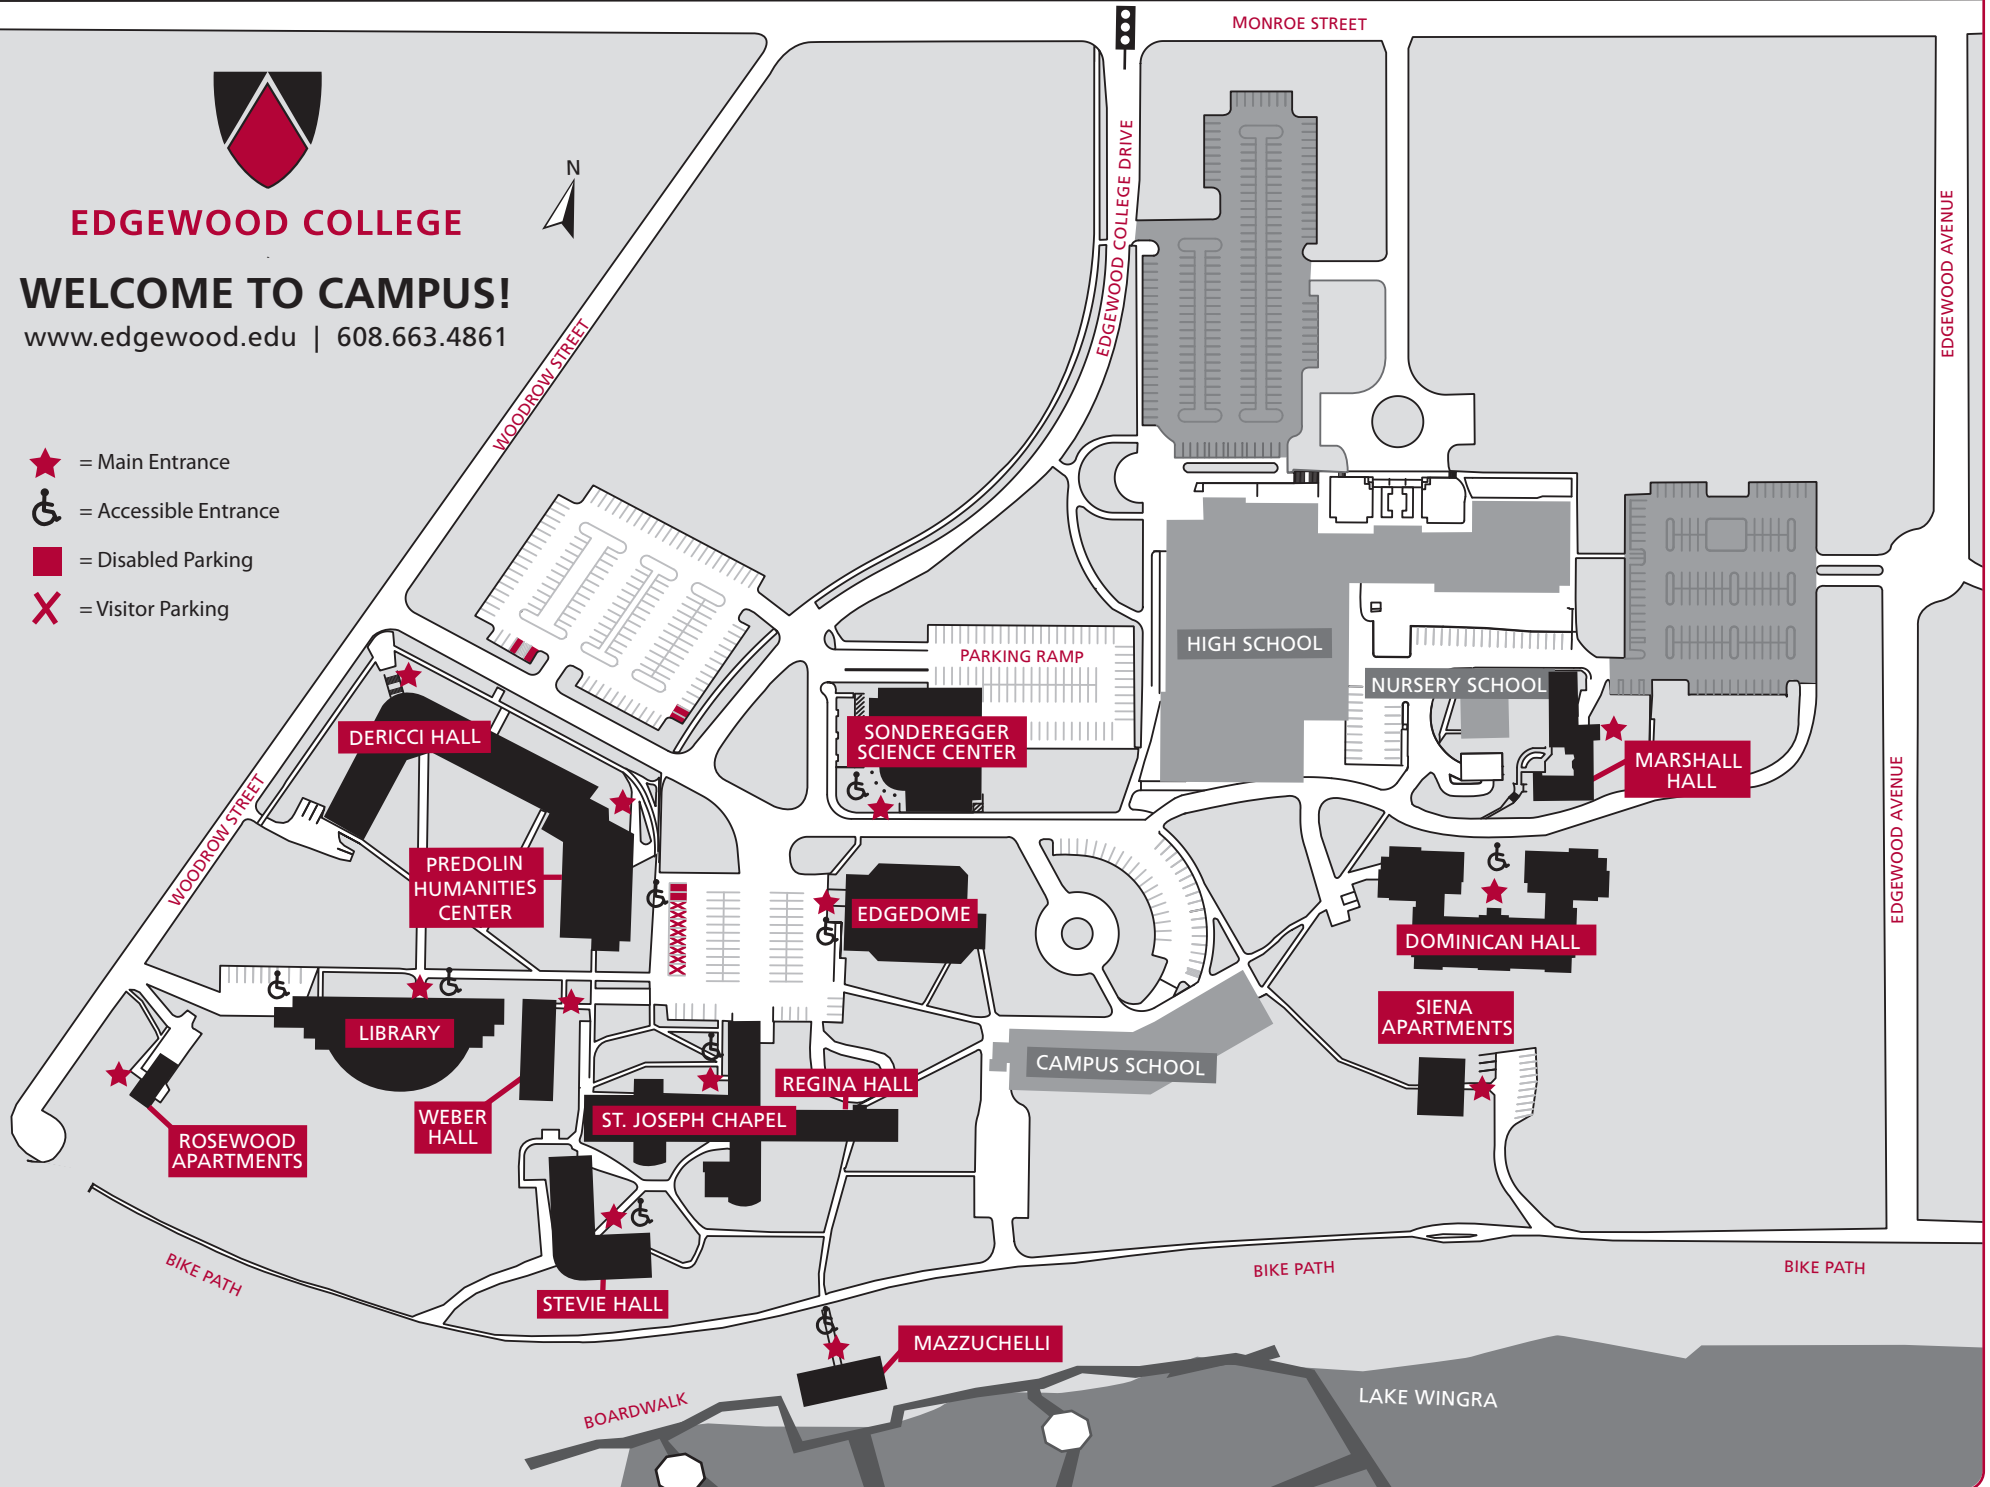 MONROE STREET
EDGEWOOD COLLEGE DRIVE
EDGEWOOD AVENUE
N
EDGEWOOD COLLEGE
WELCOME TO CAMPUS!
www.edgewood.edu | 608.663.4861
WOODROW STREET
= Main Entrance
= Accessible Entrance
= Disabled Parking
= Visitor Parking
HIGH SCHOOL
PARKING RAMP
NURSERY SCHOOL
DERICCI HALL
SONDEREGGER
SCIENCE CENTER
MARSHALL
HALL
WOODROW STREET
EDGEWOOD AVENUE
PREDOLIN
HUMANITIES
CENTER
EDGEDOME
DOMINICAN HALL
LIBRARY
SIENA
APARTMENTS
CAMPUS SCHOOL
REGINA HALL
WEBER
HALL
ST. JOSEPH CHAPEL
ROSEWOOD
APARTMENTS
BIKE PATH
BIKE PATH
BIKE PATH
STEVIE HALL
MAZZUCHELLI
BOARDWALK
LAKE WINGRA